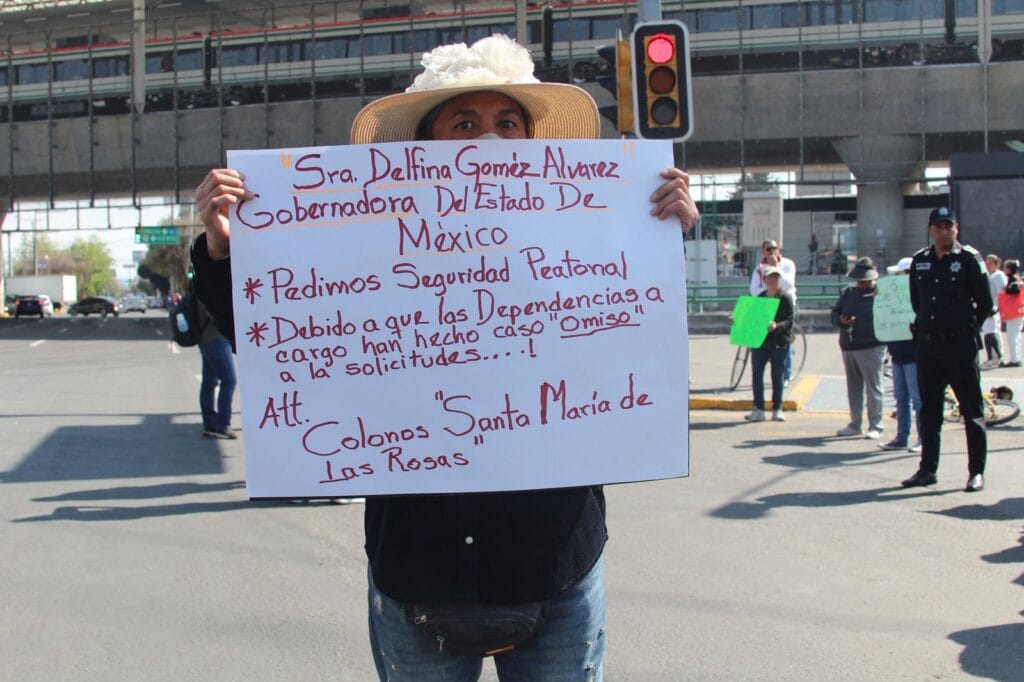 "Sra. Delfina Goméz Alvarez"
Gobernadora Del Estado De
México
* Pedimos Seguridad Peatonal
* Debido a que las Dependencias a
cargo han hecho caso "Omiso"
a la solicitudes....!
Att.
Colonos "Santa María de
Las Rosas"